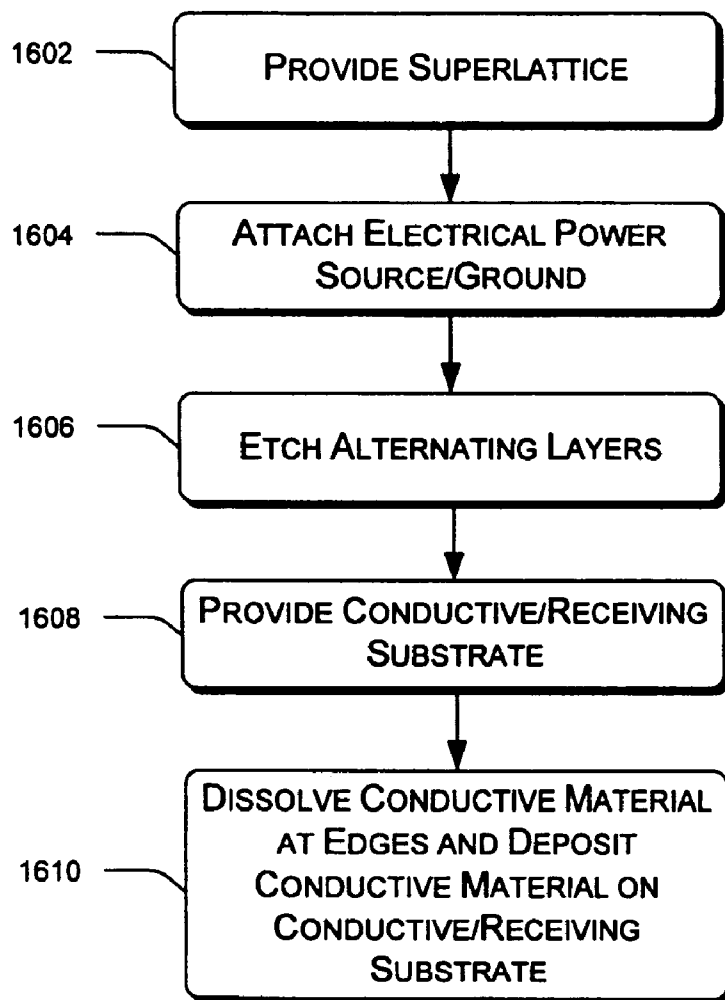 1602
PROVIDE SUPERLATTICE
1604
ATTACH ELECTRICAL POWER
SOURCE/GROUND
1606
ETCH ALTERNATING LAYERS
1608
PROVIDE CONDUCTIVE/RECEIVING
SUBSTRATE
1610
DISSOLVE CONDUCTIVE MATERIAL
AT EDGES AND DEPOSIT
CONDUCTIVE MATERIAL ON
CONDUCTIVE/RECEIVING
SUBSTRATE